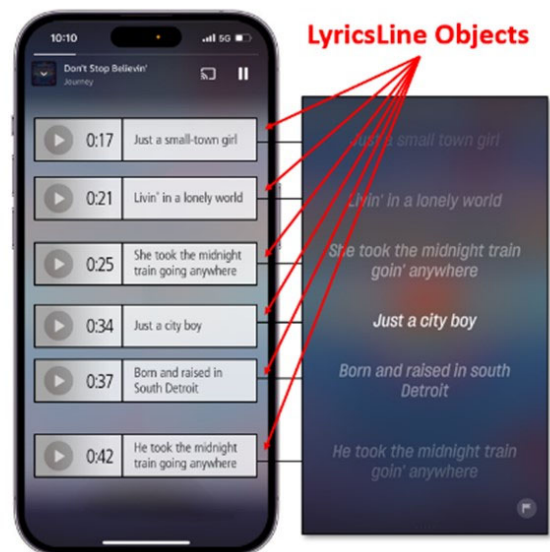 LyricsLine Objects
10:10
5G
Don't Stop Believin'
Journey
0:17
Just a small-town girl
0:21
Livin' in a lonely world
0:25
She took the midnight
train going anywhere
0:34
Just a city boy
0:37
Born and raised in
South Detroit
0:42
He took the midnight
train going anywhere
Just a small town girl
Livin' in a lonely world
She took the midnight train
goin' anywhere
Just a city boy
Born and raised in south
Detroit
He took the midnight train
goin' anywhere